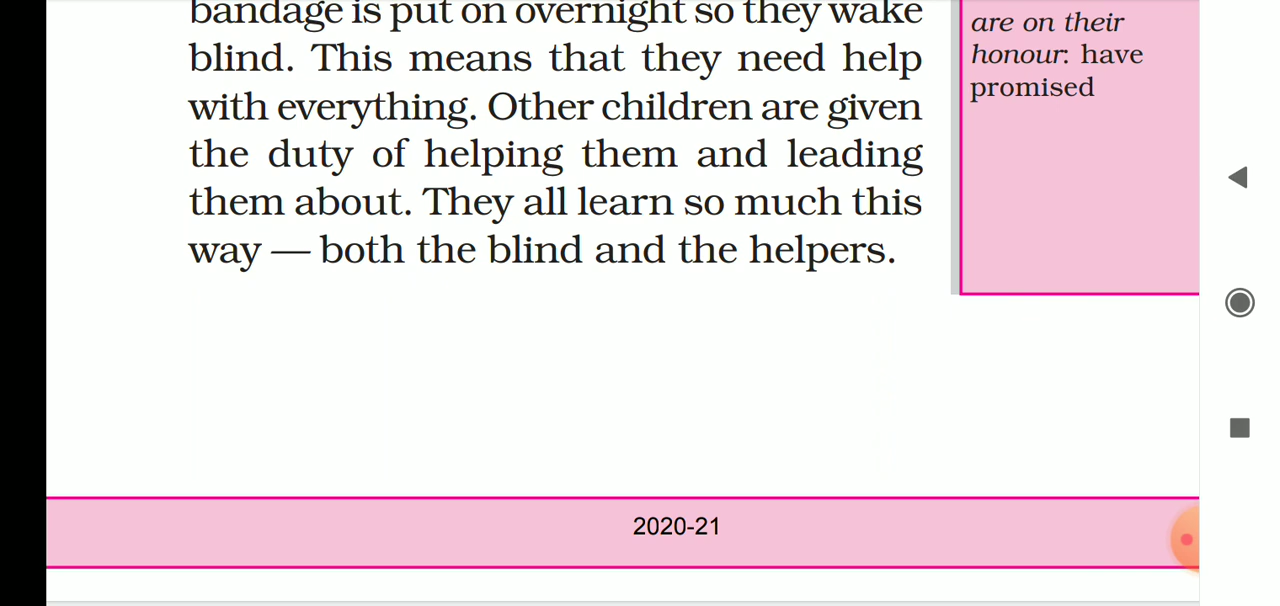 bandage is put on overnight so they wake
blind. This means that they need help
with everything. Other children are given
the duty of helping them and leading
them about. They all learn so much this
way — both the blind and the helpers.
are on their
honour: have
promised
2020-21